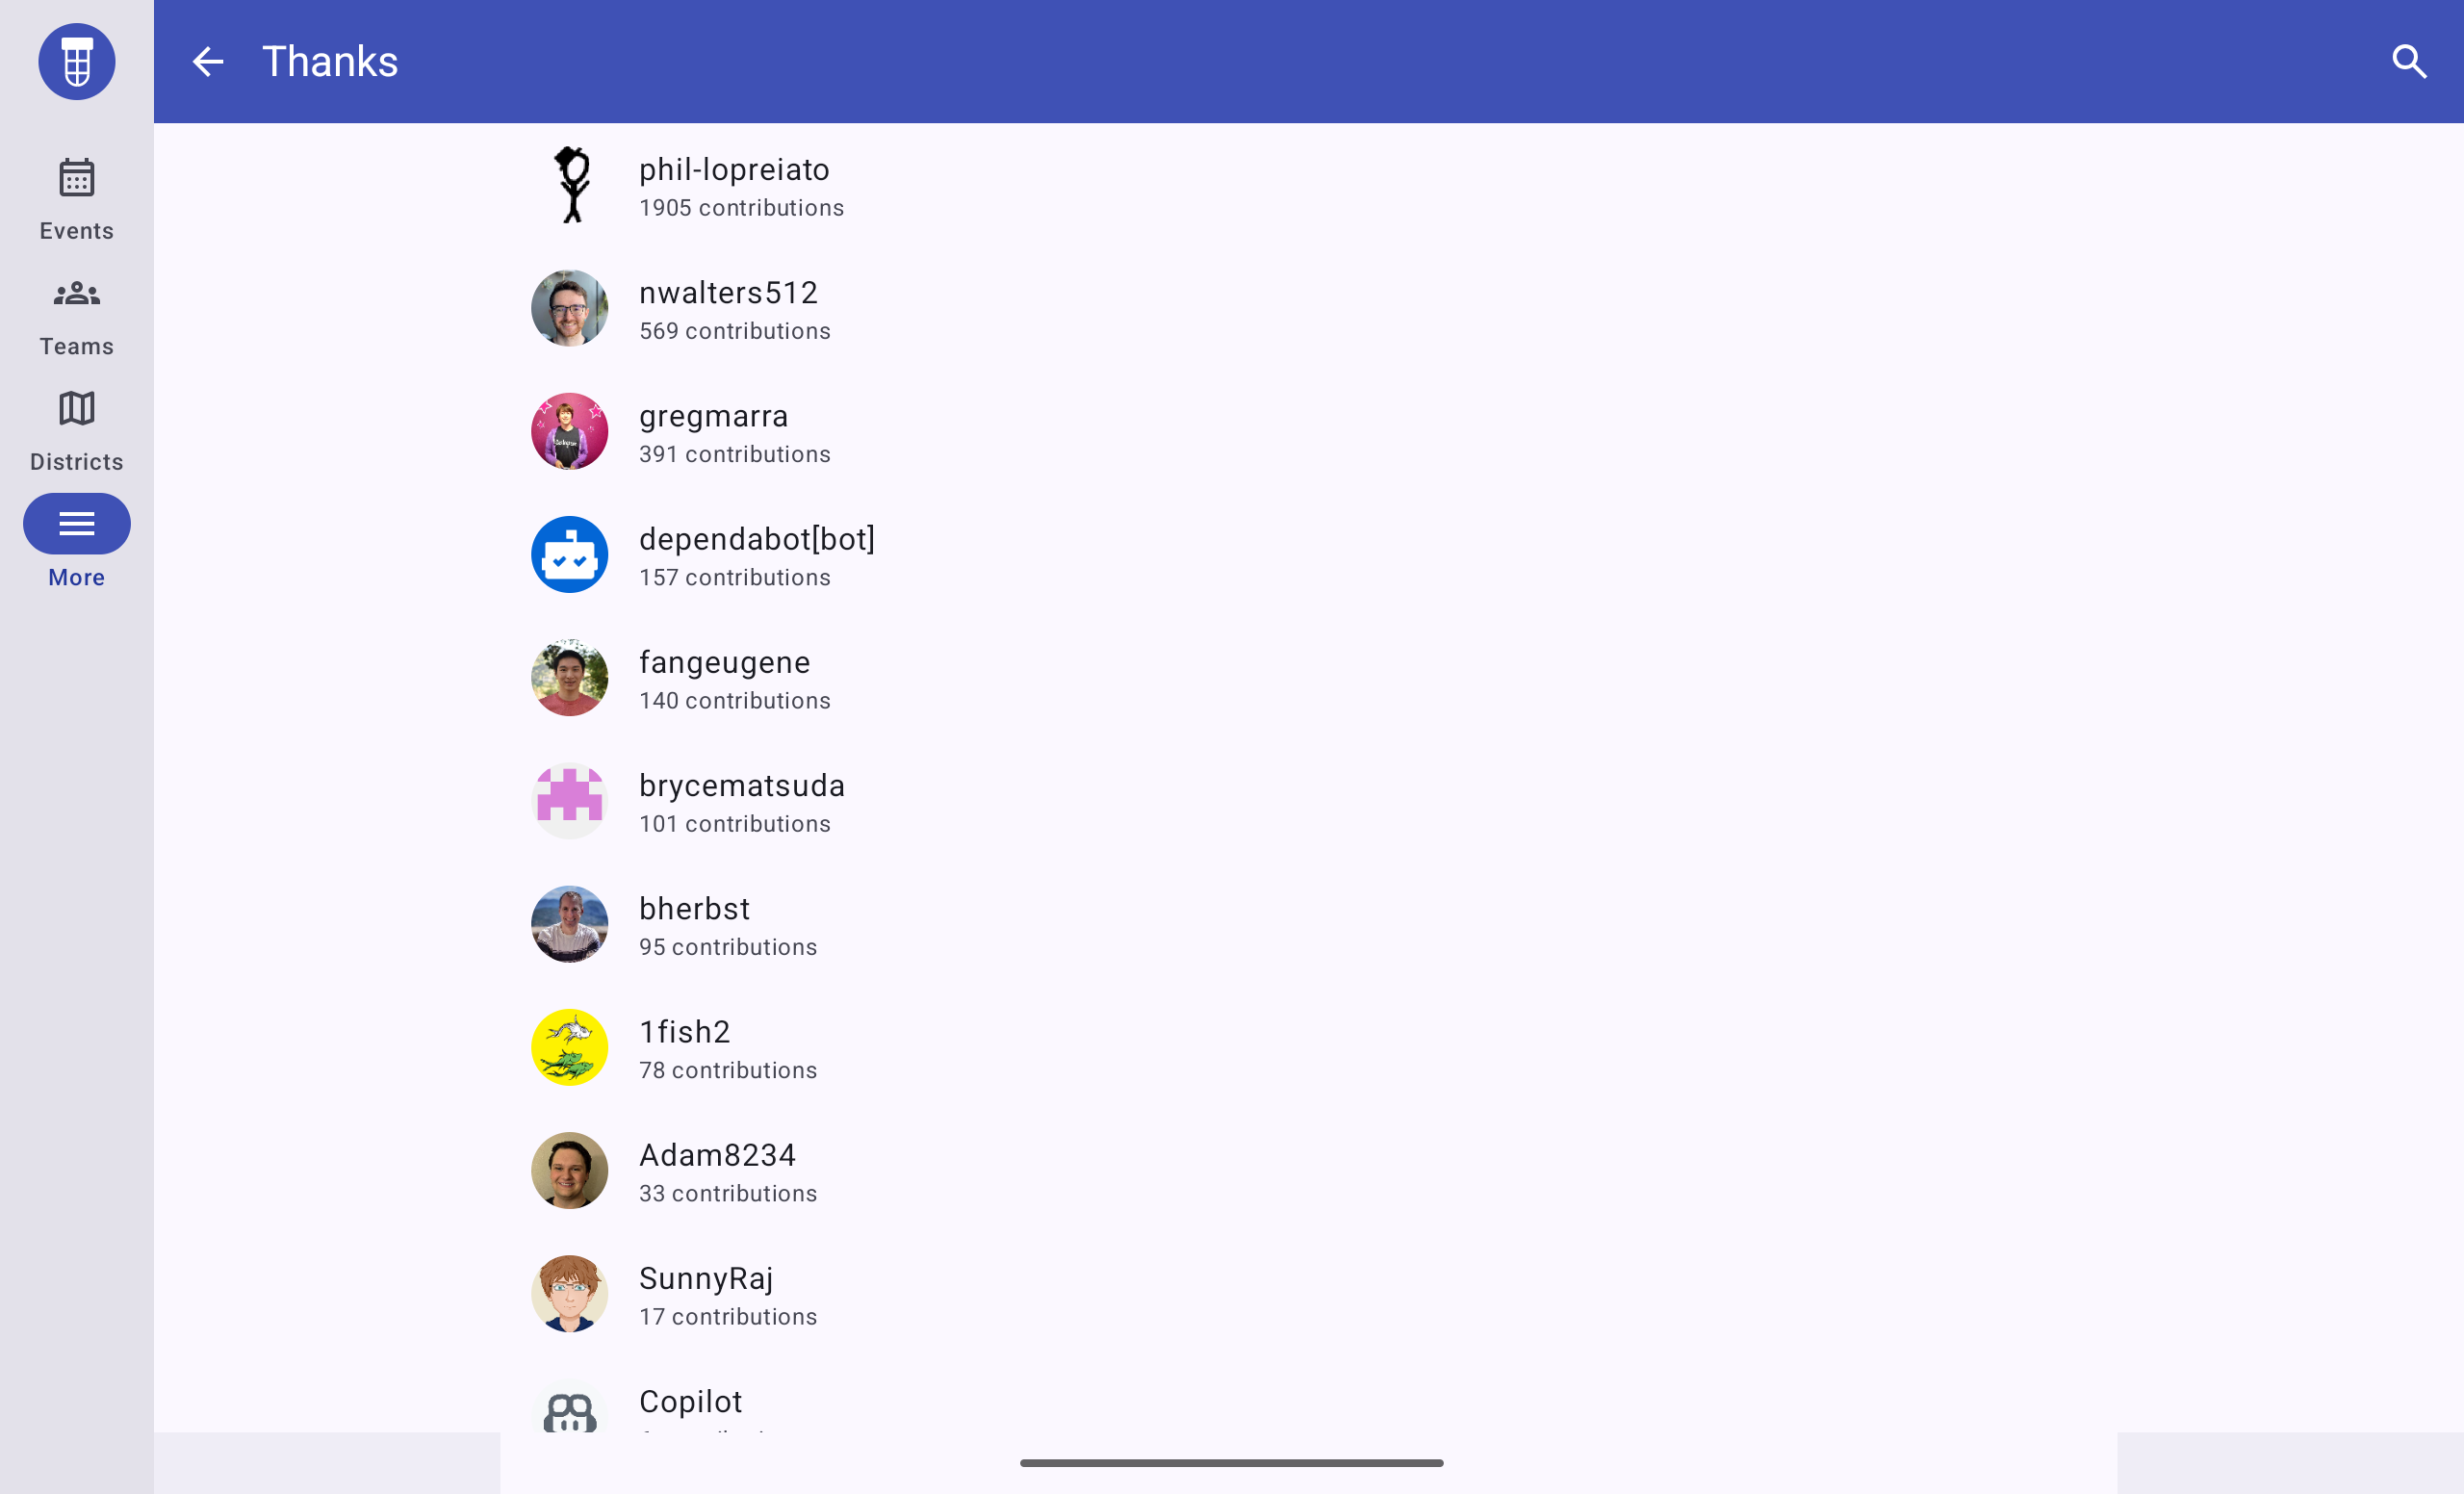 Thanks
Events
Teams
Districts
More
phil-lopreiato
1905 contributions
nwalters512
569 contributions
gregmarra
391 contributions
dependabot[bot]
157 contributions
fangeugene
140 contributions
brycematsuda
101 contributions
bherbst
95 contributions
1fish2
78 contributions
Adam8234
33 contributions
SunnyRaj
17 contributions
Copilot